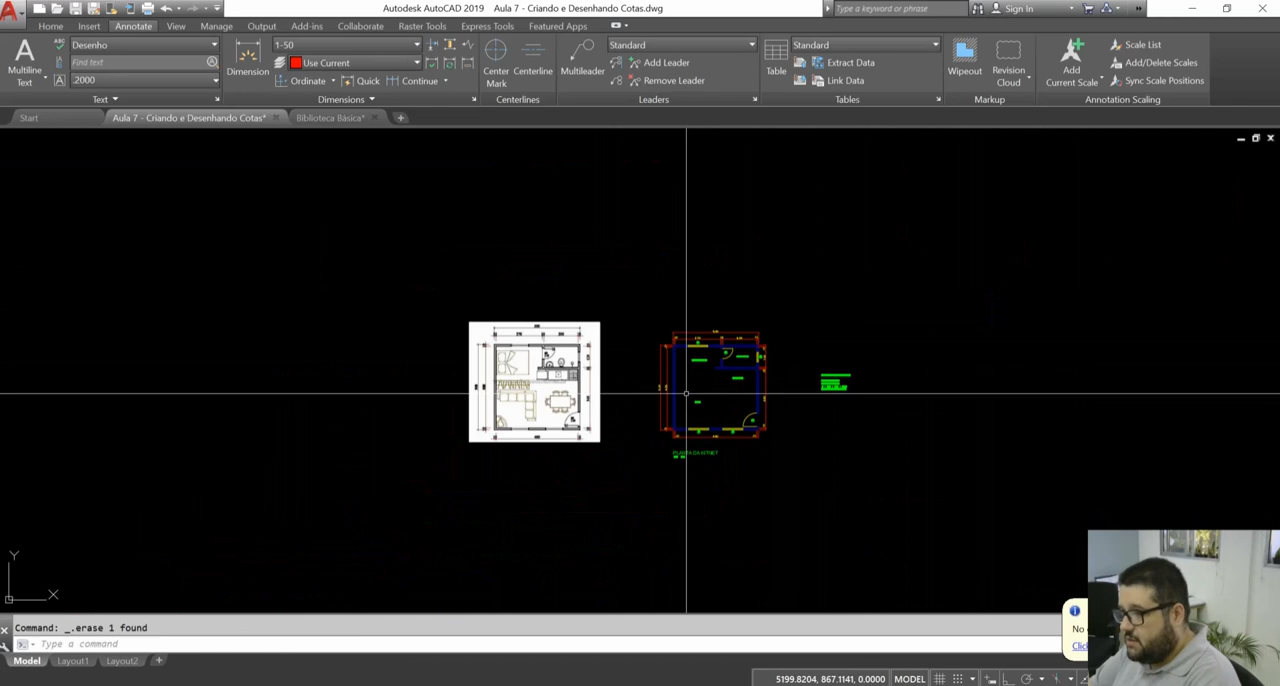 Autodesk AutoCAD 2019 Aula 7 - Criando e Desenhando Cotas.dwg
Type a keyword or phrase
Sign In
Home Insert Annotate View Manage Output Add-ins Collaborate Raster Tools Express Tools Featured Apps
Multiline Text
Desenho
Find text
.2000
Text
Dimension
1-50
Use Current
Ordinate Quick Continue
Dimensions
Center Mark
Centerline
Centerlines
Multileader
Standard
Add Leader
Remove Leader
Leaders
Table
Standard
Extract Data
Link Data
Tables
Wipeout
Revision Cloud
Markup
Add Current Scale
Scale List
Add/Delete Scales
Sync Scale Positions
Annotation Scaling
Start
Aula 7 - Criando e Desenhando Cotas*
Biblioteca Básica*
Y
X
Command: _.erase 1 found
Type a command
No
Model Layout1 Layout2
5199.8204, 867.1141, 0.0000 MODEL